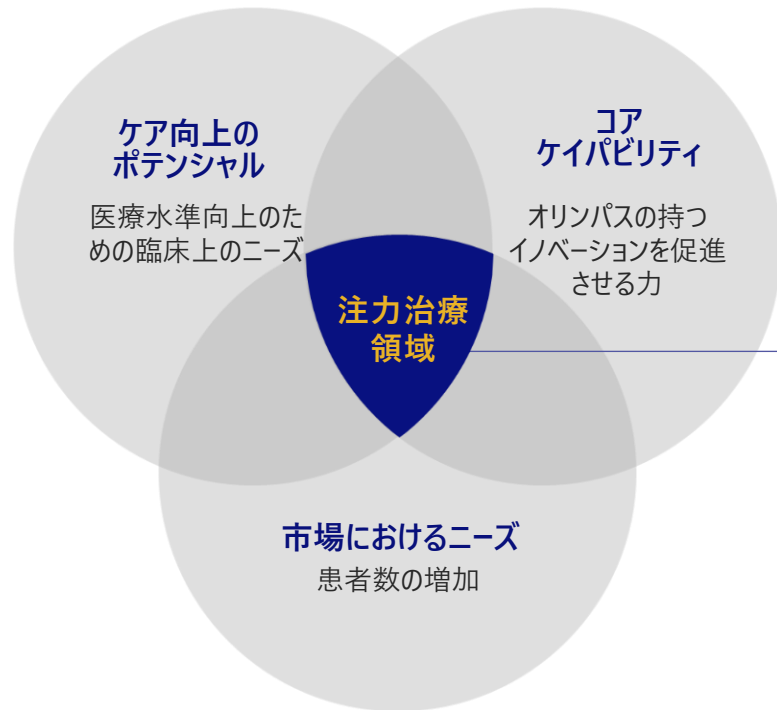 ケア向上の
ポテンシャル
医療水準向上のた
めの臨床上のニーズ
コア
ケイパビリティ
オリンパスの持つ
イノベーションを促進
させる力
注力治療
領域
市場におけるニーズ
患者数の増加